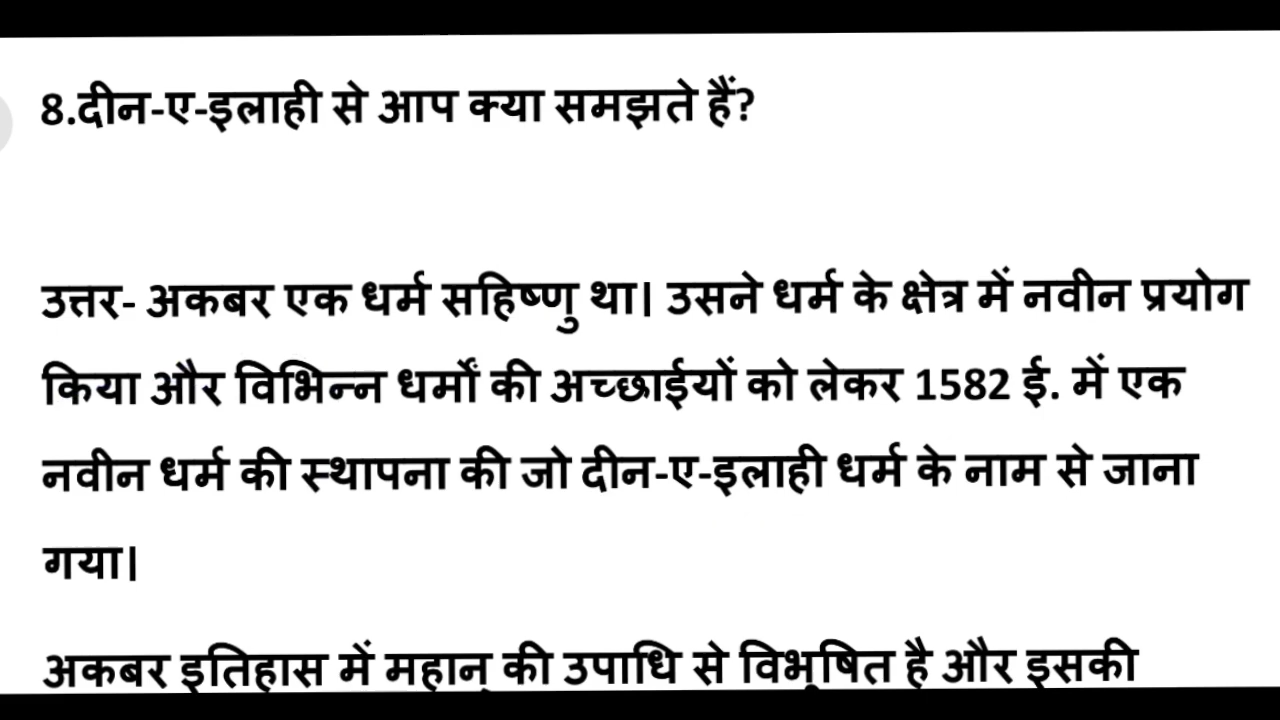 8.दीन-ए-इलाही से आप क्या समझते हैं?
उत्तर- अकबर एक धर्म सहिष्णु था। उसने धर्म के क्षेत्र में नवीन प्रयोग
किया और विभिन्न धर्मों की अच्छाईयों को लेकर 1582 ई. में एक
नवीन धर्म की स्थापना की जो दीन-ए-इलाही धर्म के नाम से जाना
गया।
अकबर इतिहास में महान् की उपाधि से विभूषित है और इसकी